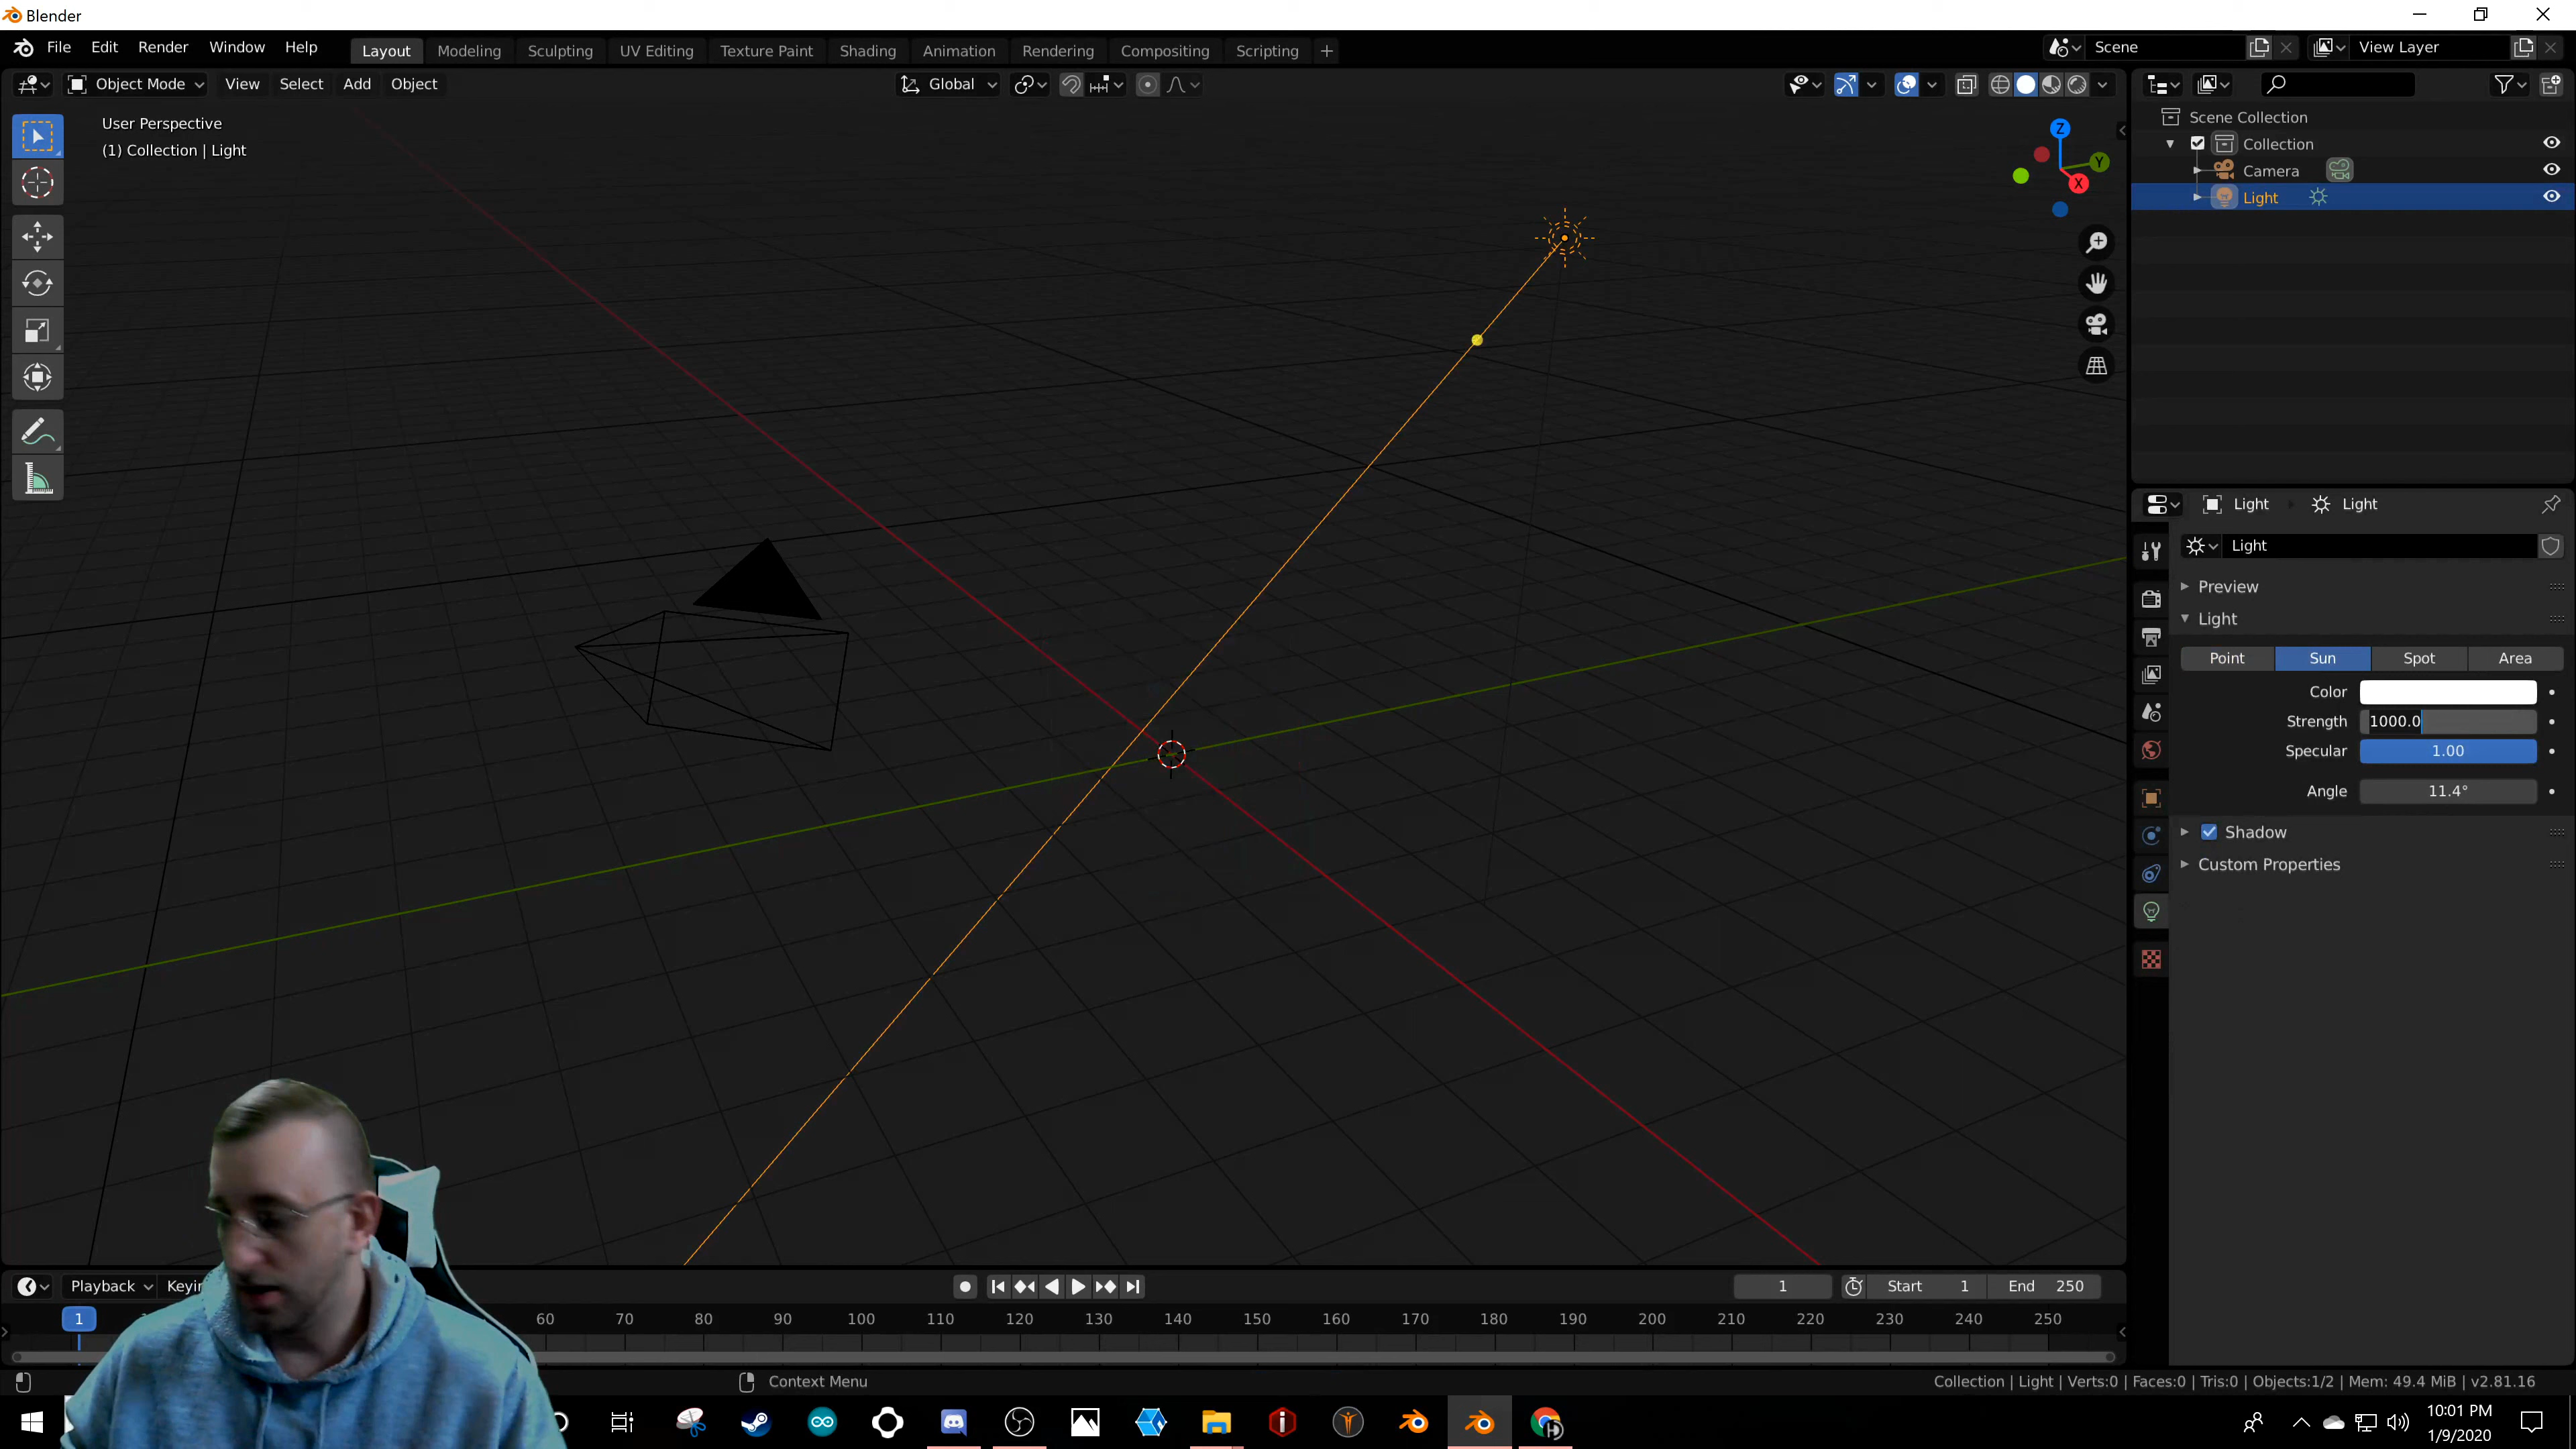 Blender
File Edit Render Window Help Layout Modeling Sculpting UV Editing Texture Paint Shading Animation Rendering Compositing Scripting + Scene View Layer
Object Mode View Select Add Object Global
User Perspective
(1) Collection | Light
Z
Y
X
Scene Collection
Collection
Camera
Light
Light Light
Light
Preview
Light
Point Sun Spot Area
Color
Strength 1000.0
Specular 1.00
Angle 11.4°
Shadow
Custom Properties
Playback Keyin 1 Start 1 End 250
1 60 70 80 90 100 110 120 130 140 150 160 170 180 190 200 210 220 230 240 250
Context Menu Collection | Light | Verts:0 | Faces:0 | Tris:0 | Objects:1/2 | Mem: 49.4 MiB | v2.81.16
10:01 PM
1/9/2020